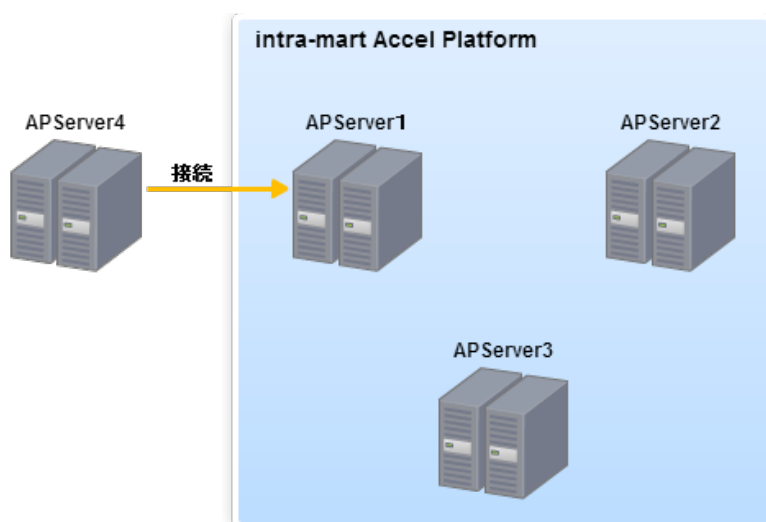 intra-mart Accel Platform
APServer4
APServer1
APServer2
接続
APServer3